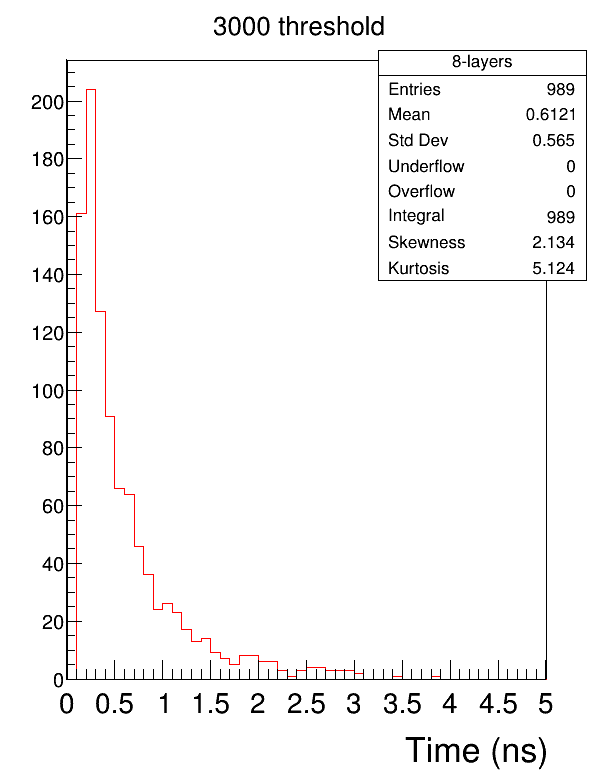 3000 threshold
8-layers
Entries 989
Mean 0.6121
Std Dev 0.565
Underflow 0
Overflow 0
Integral 989
Skewness 2.134
Kurtosis 5.124
200
180
160
140
120
100
80
60
40
20
0
0 0.5 1 1.5 2 2.5 3 3.5 4 4.5 5
Time (ns)